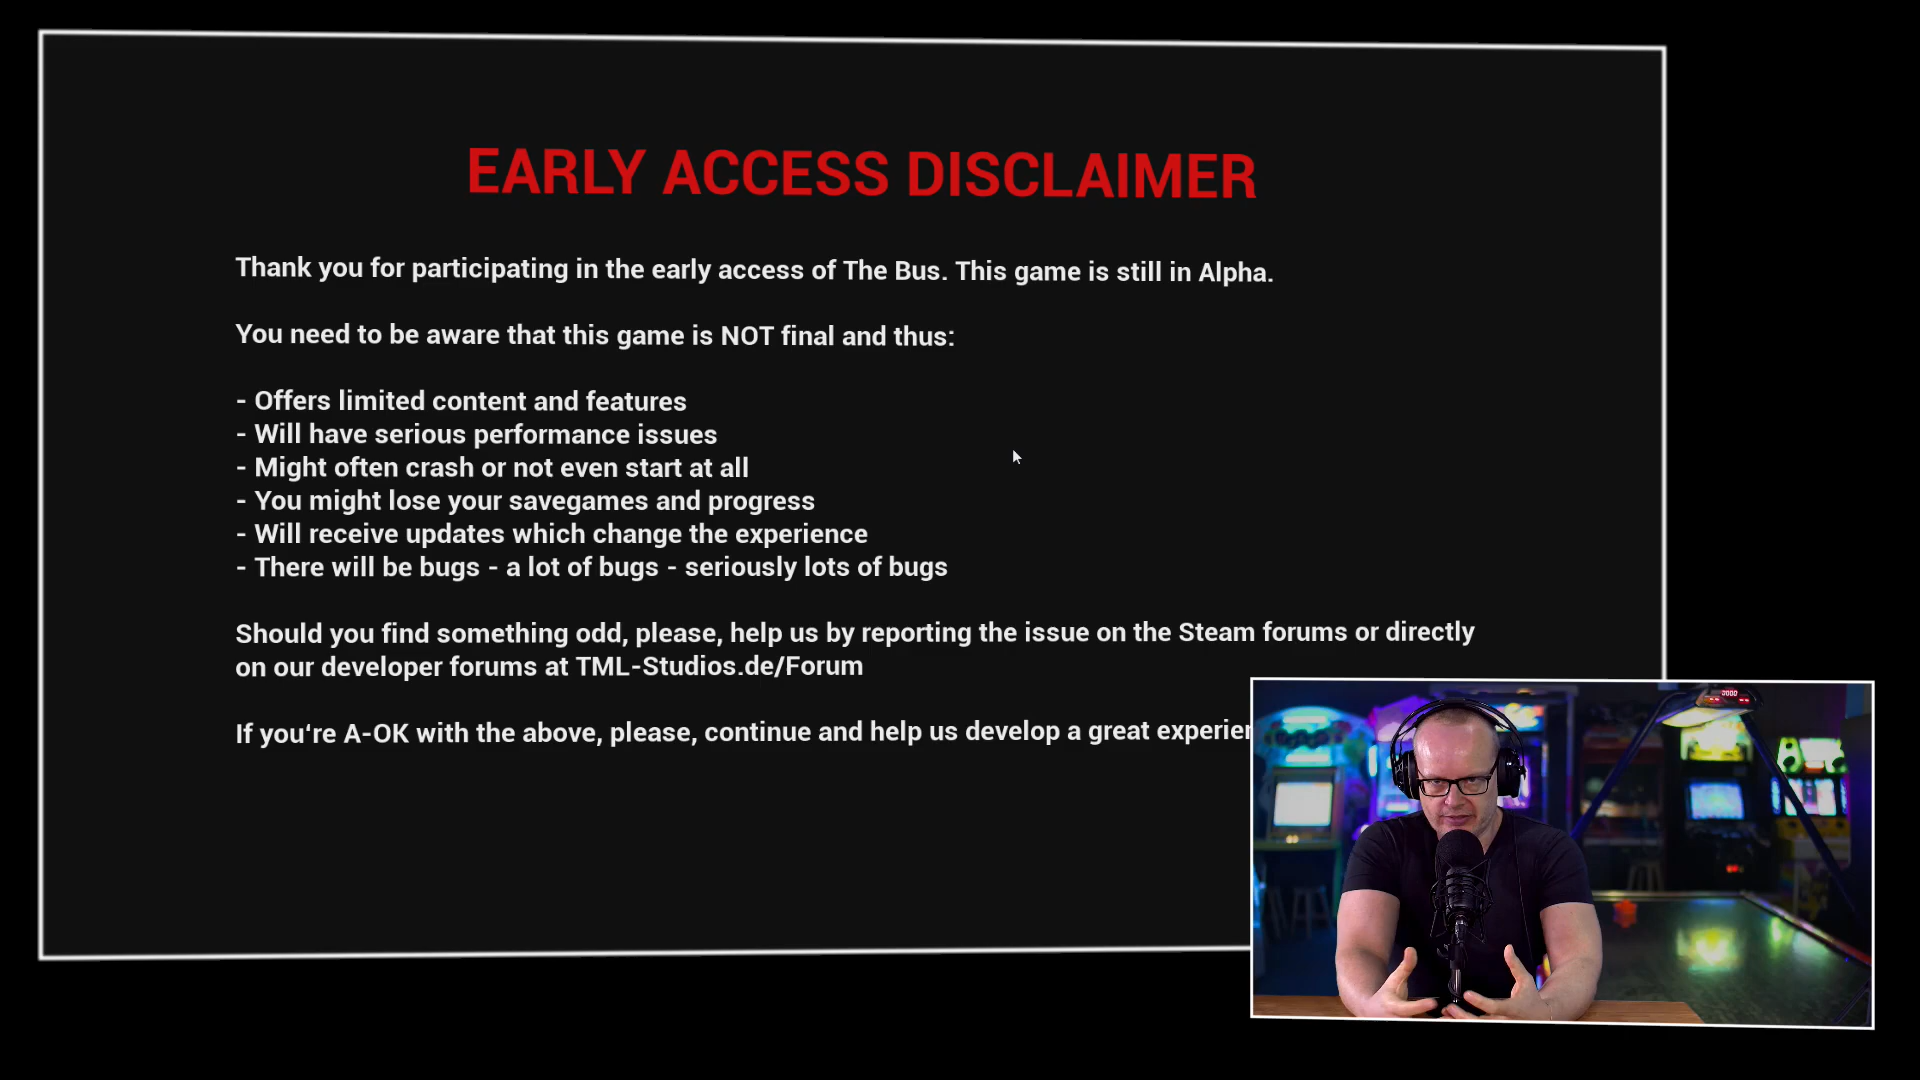 EARLY ACCESS DISCLAIMER
Thank you for participating in the early access of The Bus. This game is still in Alpha.
You need to be aware that this game is NOT final and thus:
- Offers limited content and features
- Will have serious performance issues
- Might often crash or not even start at all
- You might lose your savegames and progress
- Will receive updates which change the experience
- There will be bugs - a lot of bugs - seriously lots of bugs
Should you find something odd, please, help us by reporting the issue on the Steam forums or directly
on our developer forums at TML-Studios.de/Forum
If you‘re A-OK with the above, please, continue and help us develop a great